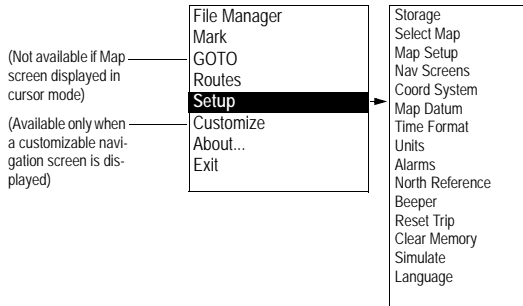 (Not available if Map
screen displayed in
cursor mode)
(Available only when
a customizable navi-
gation screen is dis-
played)
File Manager
Mark
GOTO
Routes
Setup
Customize
About...
Exit
Storage
Select Map
Map Setup
Nav Screens
Coord System
Map Datum
Time Format
Units
Alarms
North Reference
Beeper
Reset Trip
Clear Memory
Simulate
Language